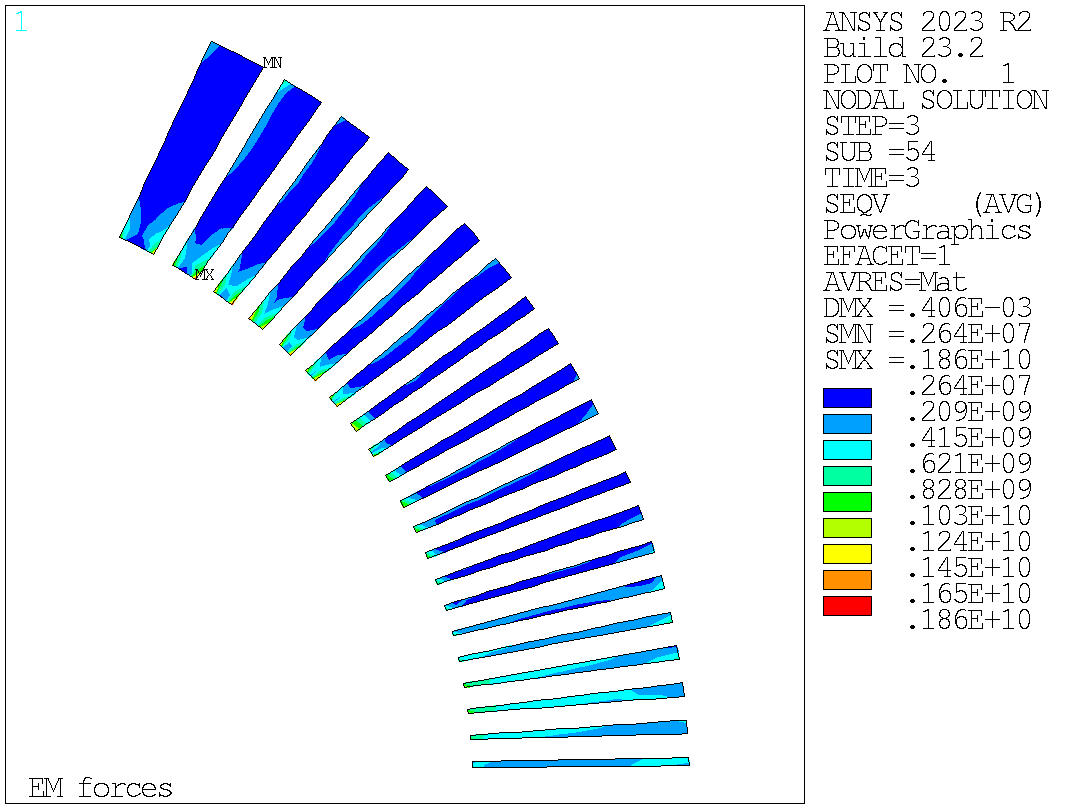 1
MN
MX
EM forces
ANSYS 2023 R2
Build 23.2
PLOT NO.   1
NODAL SOLUTION
STEP=3
SUB =54
TIME=3
SEQV     (AVG)
PowerGraphics
EFACET=1
AVRES=Mat
DMX =.406E-03
SMN =.264E+07
SMX =.186E+10
.264E+07
.209E+09
.415E+09
.621E+09
.828E+09
.103E+10
.124E+10
.145E+10
.165E+10
.186E+10